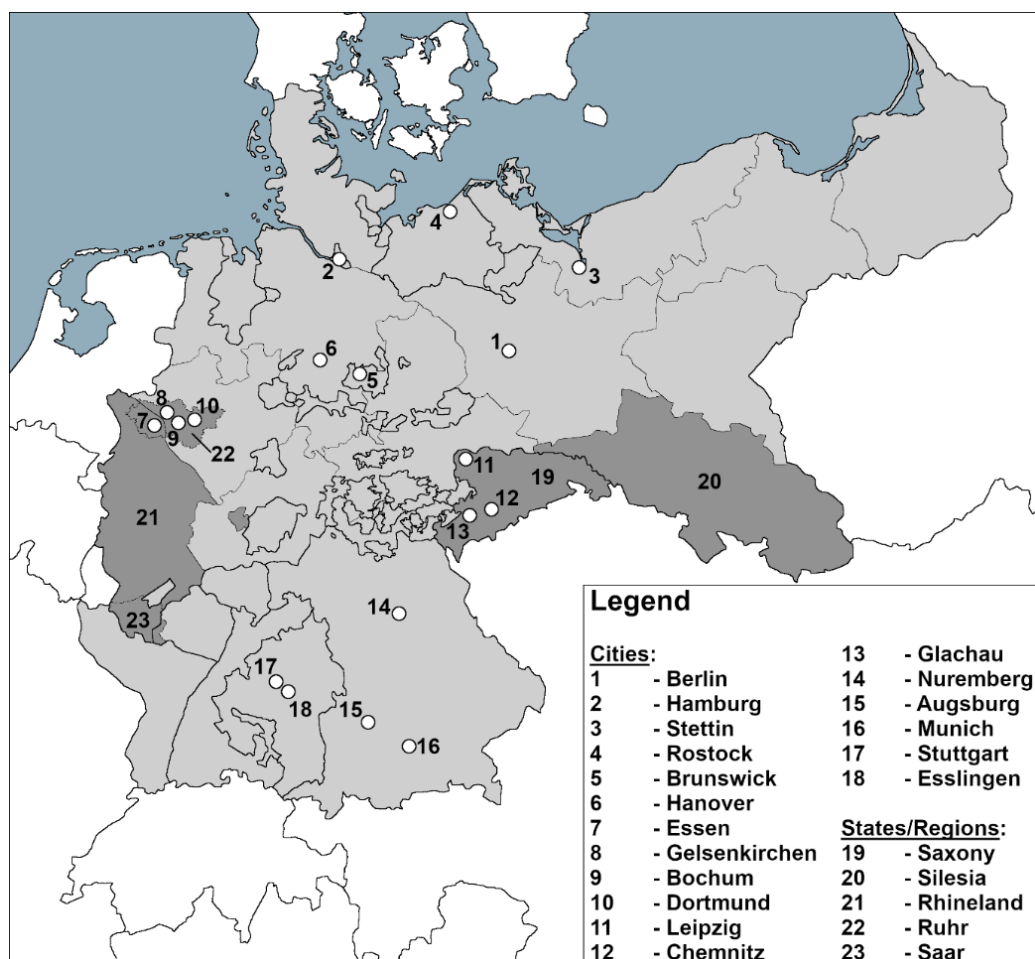 4
2
3
1
6
5
8
10
7
9
22
11
19
20
12
21
13
23
14
17
18
15
16
Legend
Cities:
1 - Berlin
2 - Hamburg
3 - Stettin
4 - Rostock
5 - Brunswick
6 - Hanover
7 - Essen
8 - Gelsenkirchen
9 - Bochum
10 - Dortmund
11 - Leipzig
12 - Chemnitz
13 - Glachau
14 - Nuremberg
15 - Augsburg
16 - Munich
17 - Stuttgart
18 - Esslingen
States/Regions:
19 - Saxony
20 - Silesia
21 - Rhineland
22 - Ruhr
23 - Saar